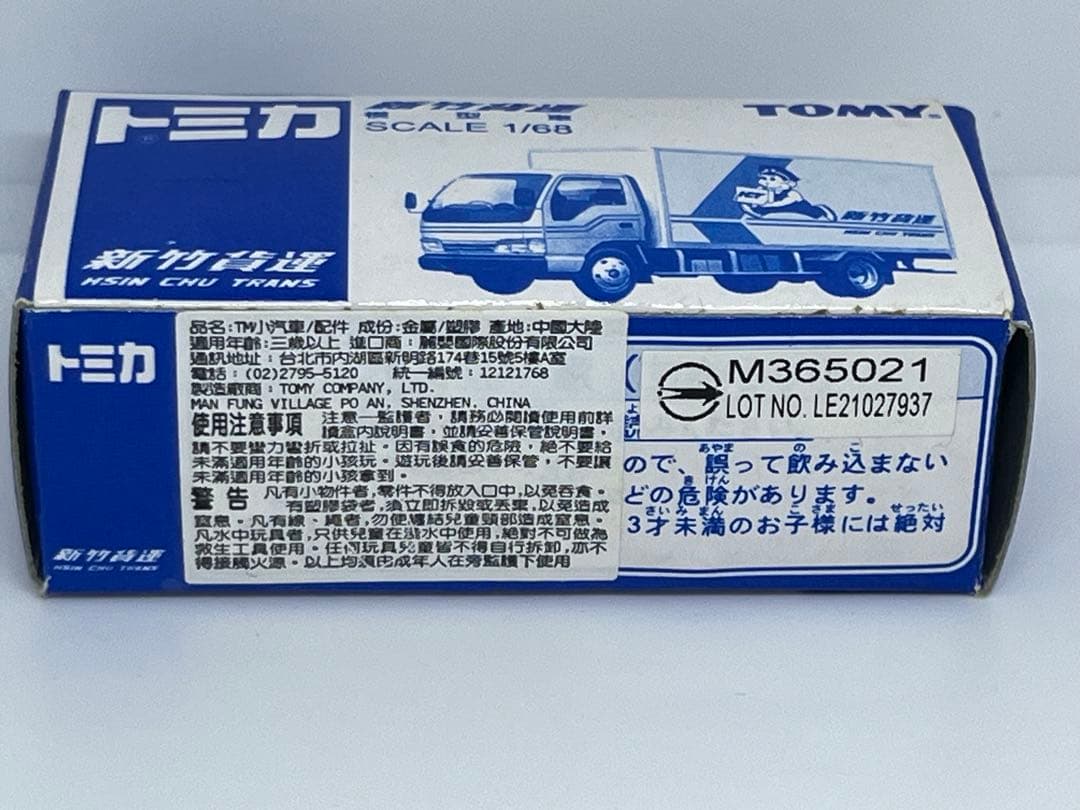 トミカ
新竹貨運
模型車
SCALE 1/68
TOMY
新竹貨運
HSIN CHU TRANS
新竹貨運
HSIN CHU TRANS
トミカ
新竹貨運
HSIN CHU TRANS
品名:TM小汽車/配件 成份:金屬/塑膠 產地:中國大陸
適用年齡:三歲以上 進口商:麗嬰國際股份有限公司
通訊地址:台北市內湖區新明路174巷15號5樓A室
電話:(02)2795-5120 統一編號:12121768
製造廠商:TOMY COMPANY, LTD.
MAN FUNG VILLAGE PO AN, SHENZHEN. CHINA
使用注意事項 注意一監護者,請務必閱讀使用前詳
讀盒內說明書,並請妥善保管說明書。
請不要蠻力彎折或拉扯。因有誤食的危險,絕不要給
未滿適用年齡的小孩玩。遊玩後請妥善保管,不要讓
未滿適用年齡的小孩拿到。
警告 凡有小物件者,零件不得放入口中,以免吞食。
有塑膠袋者,須立即拆毀或丟棄,以免造成
窒息。凡有線、繩者,勿使纏結兒童頸部造成窒息。
凡水中玩具者,只供兒童在淺水中使用,絕對不可做為
救生工具使用。任何玩具兒童皆不得自行拆卸,亦不
得接觸火源。以上均須由成年人在旁監護下使用
M365021
LOT NO. LE21027937
ので、誤って飲み込まない
どの危険があります。
3才未満のお子様には絶対